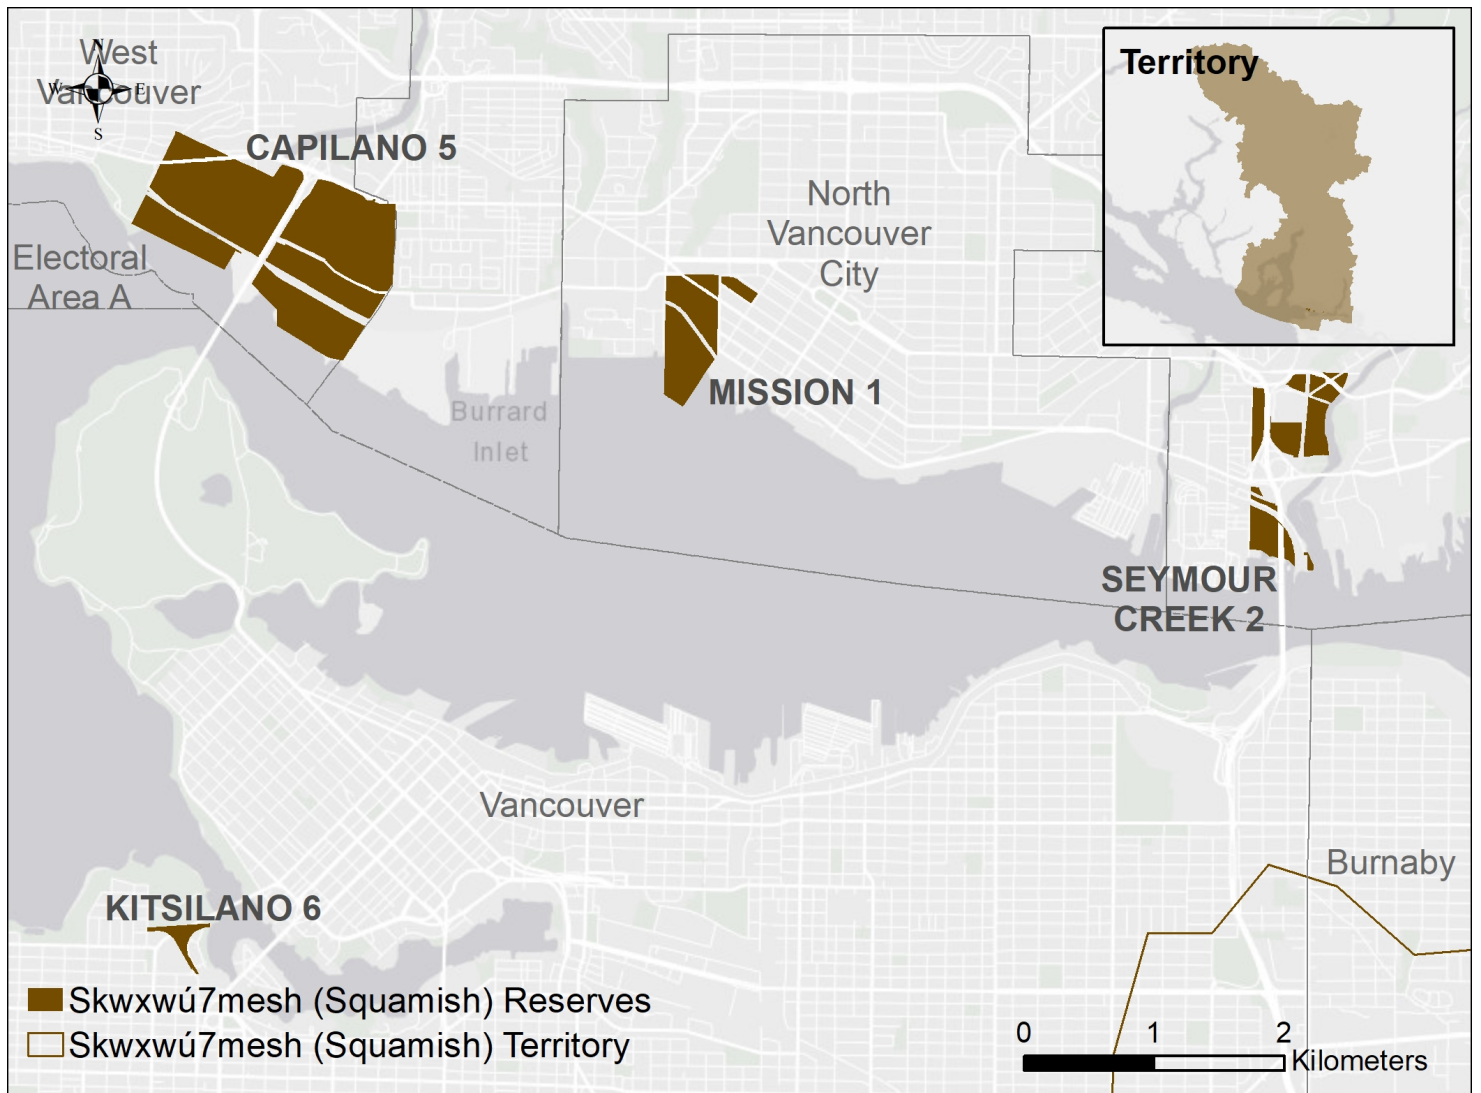 West
Vancouver
N
W
E
S
CAPILANO 5
Territory
North
Vancouver
City
Electoral
Area A
MISSION 1
Burrard
Inlet
SEYMOUR
CREEK 2
Vancouver
Burnaby
KITSILANO 6
Skwxwú7mesh (Squamish) Reserves
Skwxwú7mesh (Squamish) Territory
0 1 2
Kilometers